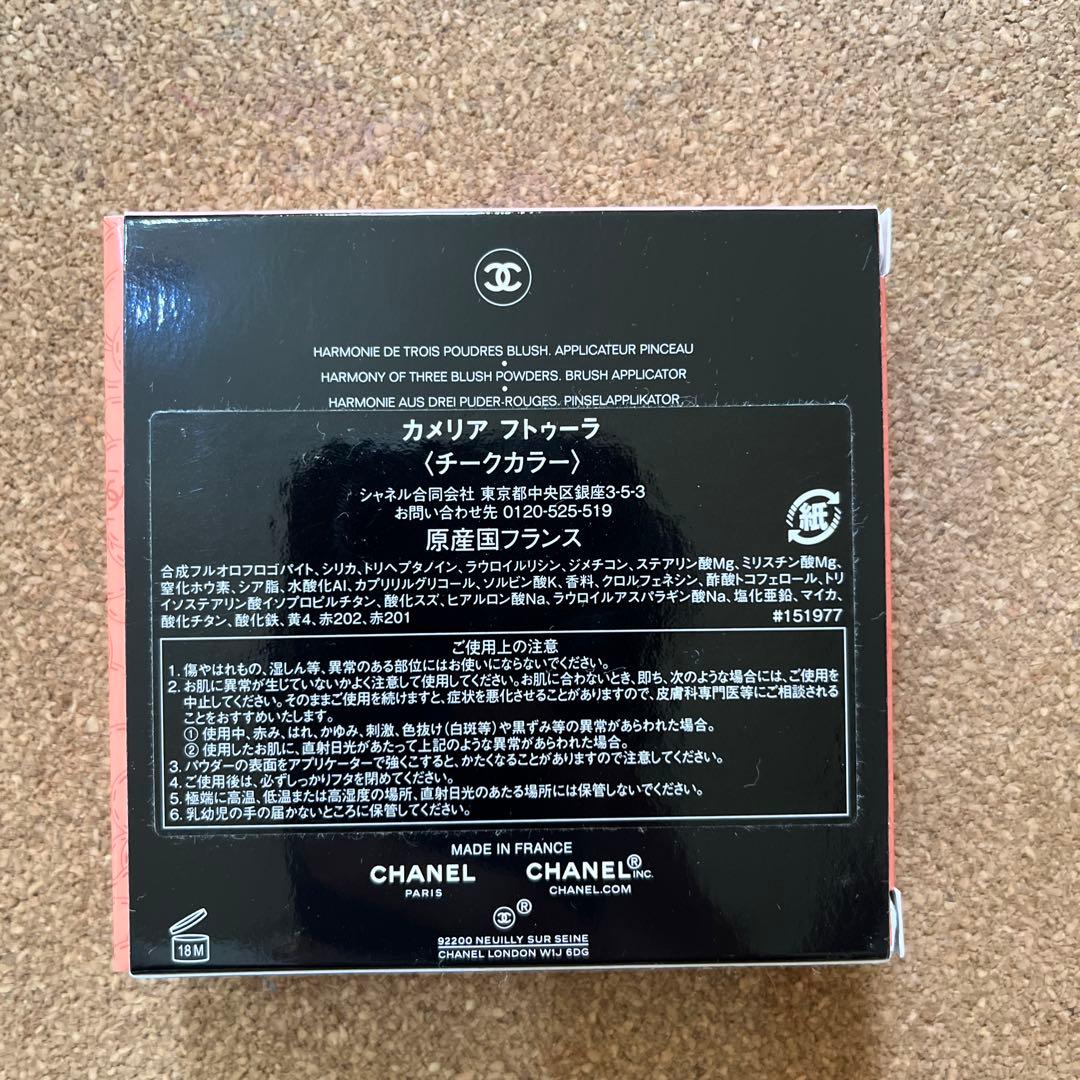 HARMONIE DE TROIS POUDRES BLUSH. APPLICATEUR PINCEAU
HARMONY OF THREE BLUSH POWDERS. BRUSH APPLICATOR
HARMONIE AUS DREI PUDER-ROUGES. PINSELAPPLIKATOR.
カメリア フトゥーラ
〈チークカラー〉
シャネル合同会社 東京都中央区銀座3-5-3
お問い合わせ先 0120-525-519
原産国フランス
紙
合成フルオロフロゴパイト、シリカ、トリヘプタノイン、ラウロイルリシン、ジメチコン、ステアリン酸Mg、ミリスチン酸Mg、
窒化ホウ素、シア脂、水酸化Al、カプリリルグリコール、ソルビン酸K、香料、クロルフェネシン、酢酸トコフェロール、トリ
イソステアリン酸イソプロピルチタン、酸化スズ、ヒアルロン酸Na、ラウロイルアスパラギン酸Na、塩化亜鉛、マイカ、
酸化チタン、酸化鉄、黄4、赤202、赤201 #151977
ご使用上の注意
1. 傷やはれもの、湿しん等、異常のある部位にはお使いにならないでください。
2. お肌に異常が生じていないかよく注意して使用してください。お肌に合わないとき、即ち、次のような場合には、ご使用を
中止してください。そのままご使用を続けますと、症状を悪化させることがありますので、皮膚科専門医等にご相談される
ことをおすすめいたします。
① 使用中、赤み、はれ、かゆみ、刺激、色抜け(白斑等)や黒ずみ等の異常があらわれた場合。
② 使用したお肌に、直射日光があたって上記のような異常があらわれた場合。
3. パウダーの表面をアプリケーターで強くこすると、かたくなることがありますので注意してください。
4. ご使用後は、必ずしっかりフタを閉めてください。
5. 極端に高温、低温または高湿度の場所、直射日光のあたる場所には保管しないでください。
6. 乳幼児の手の届かないところに保管してください。
MADE IN FRANCE
CHANEL CHANEL® INC.
PARIS CHANEL.COM
®
18 M
92200 NEUILLY SUR SEINE
CHANEL LONDON W1J 6DG